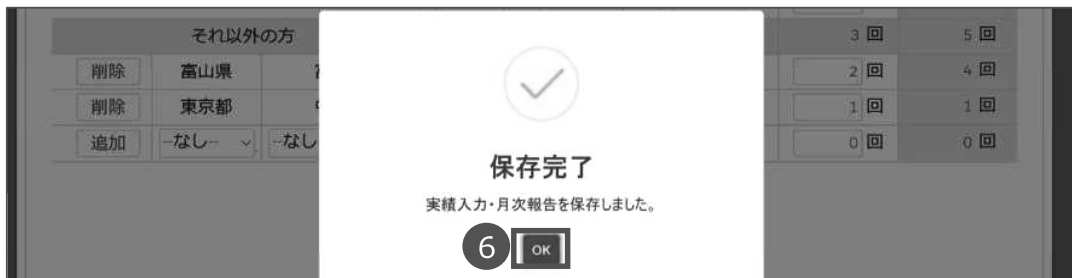 それ以外の方 3 回 5 回
削除 富山県 2 回 4 回
削除 東京都 1 回 1 回
追加 --なし-- --なし 0 回 0 回
保存完了
実績入力・月次報告を保存しました。
6 OK